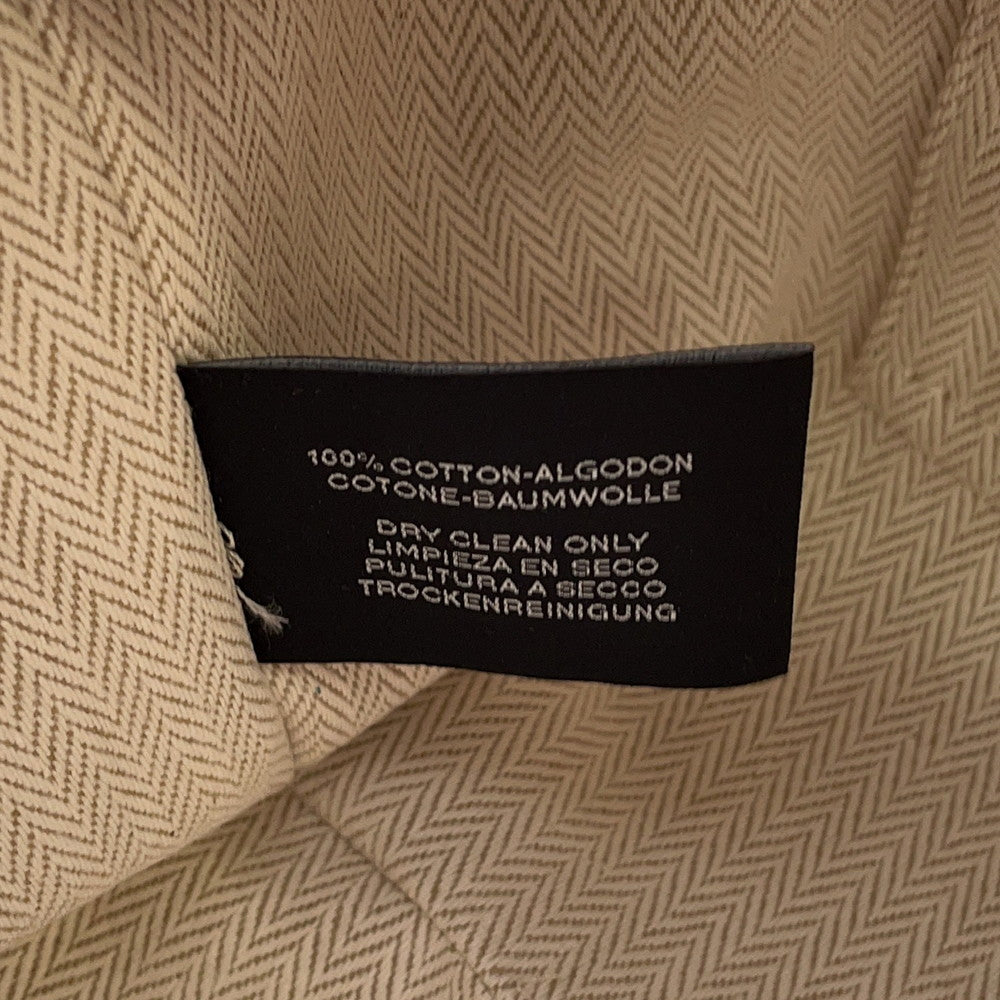 100% COTTON-ALGODON
COTONE-BAUMWOLLE
DRY CLEAN ONLY
LIMPIEZA EN SECO
PULITURA A SECCO
TROCKENREINIGUNG